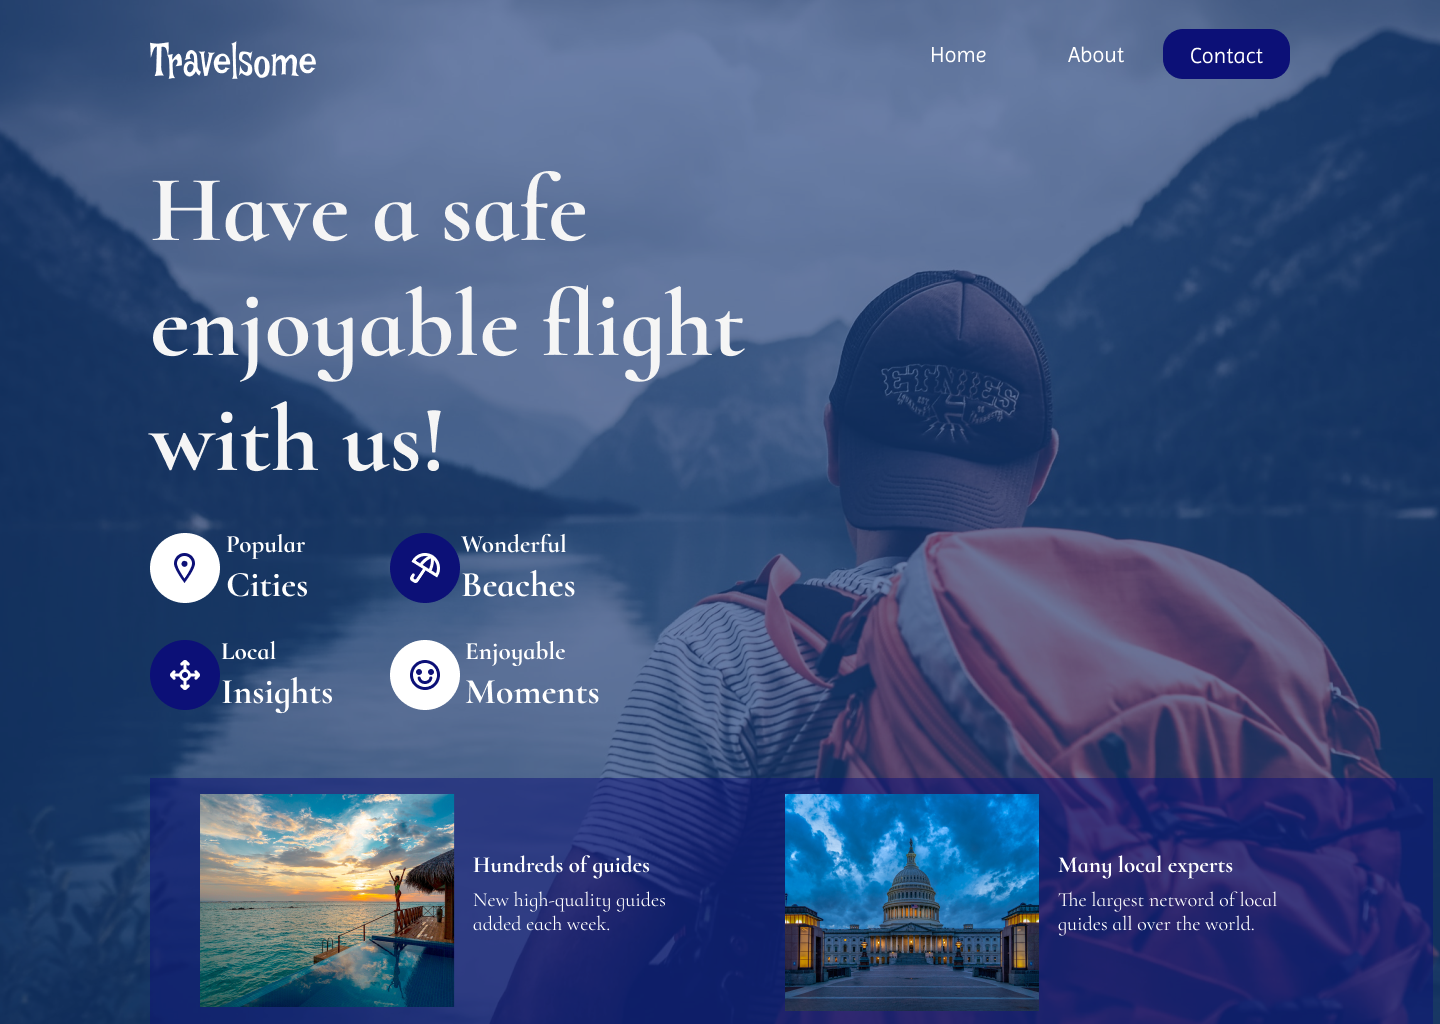 Travelsome
Home
About
Contact
Have a safe
enjoyable flight
with us!
ETNIES
Popular
Cities
Wonderful
Beaches
Local
Insights
Enjoyable
Moments
Hundreds of guides
New high-quality guides
added each week.
Many local experts
The largest netword of local
guides all over the world.